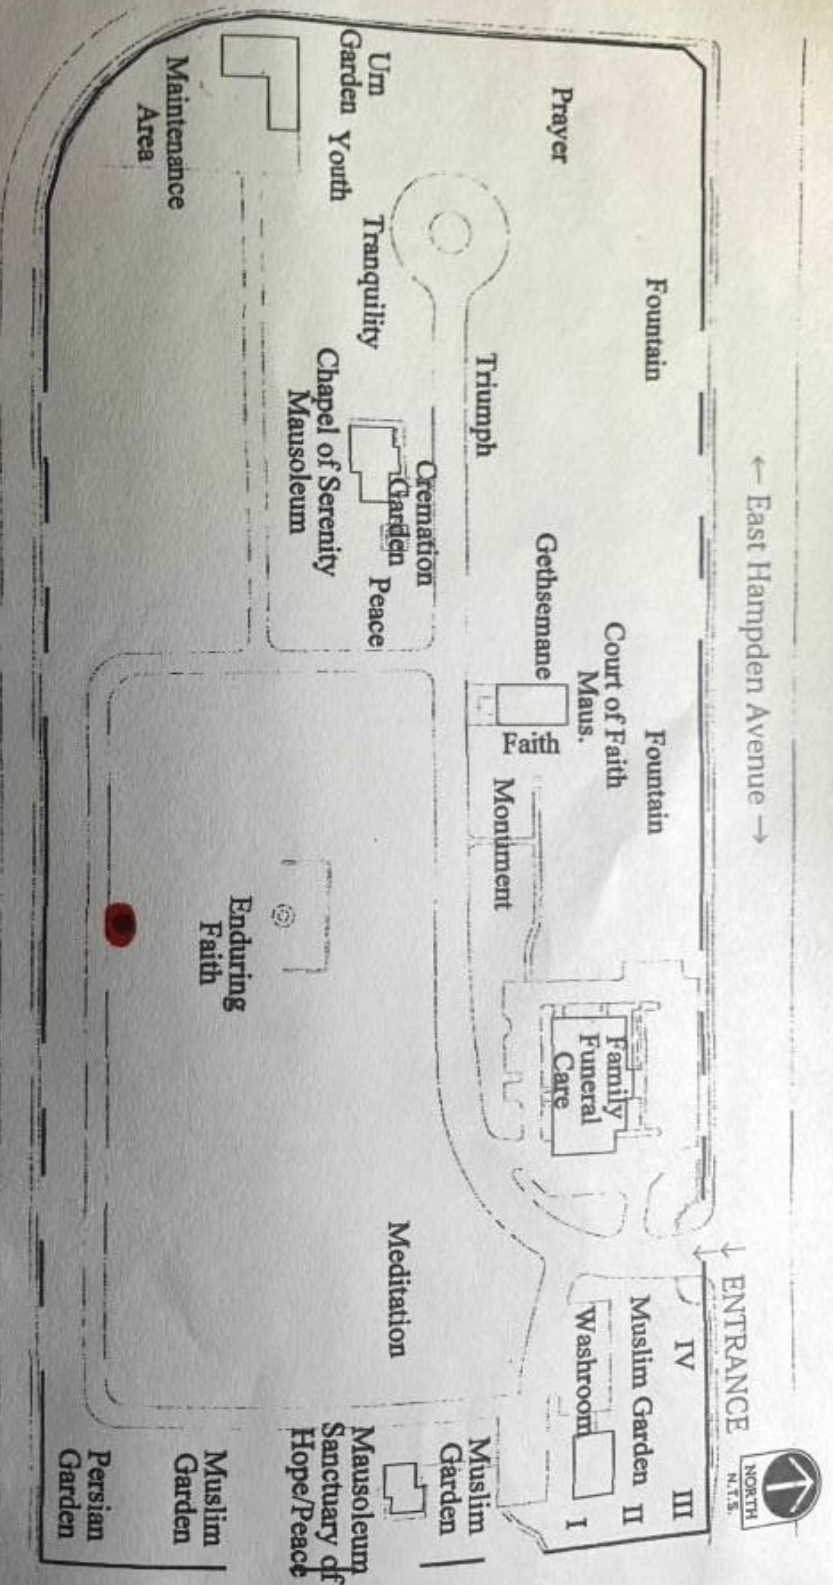 ← East Hampden Avenue →
↓ ENTRANCE
NORTH
N.T.S.
Prayer
Fountain
Fountain
Urn
Garden
Youth
Tranquility
Triumph
Gethsemane
Court of Faith
Maus.
Faith
Monument
Family
Funeral
Care
IV
III
Muslim Garden
II
Washroom
I
Maintenance
Area
Chapel of Serenity
Mausoleum
Cremation
Garden
Peace
Enduring
Faith
Meditation
Muslim
Garden
Mausoleum
Sanctuary of
Hope/Peace
Muslim
Garden
Persian
Garden